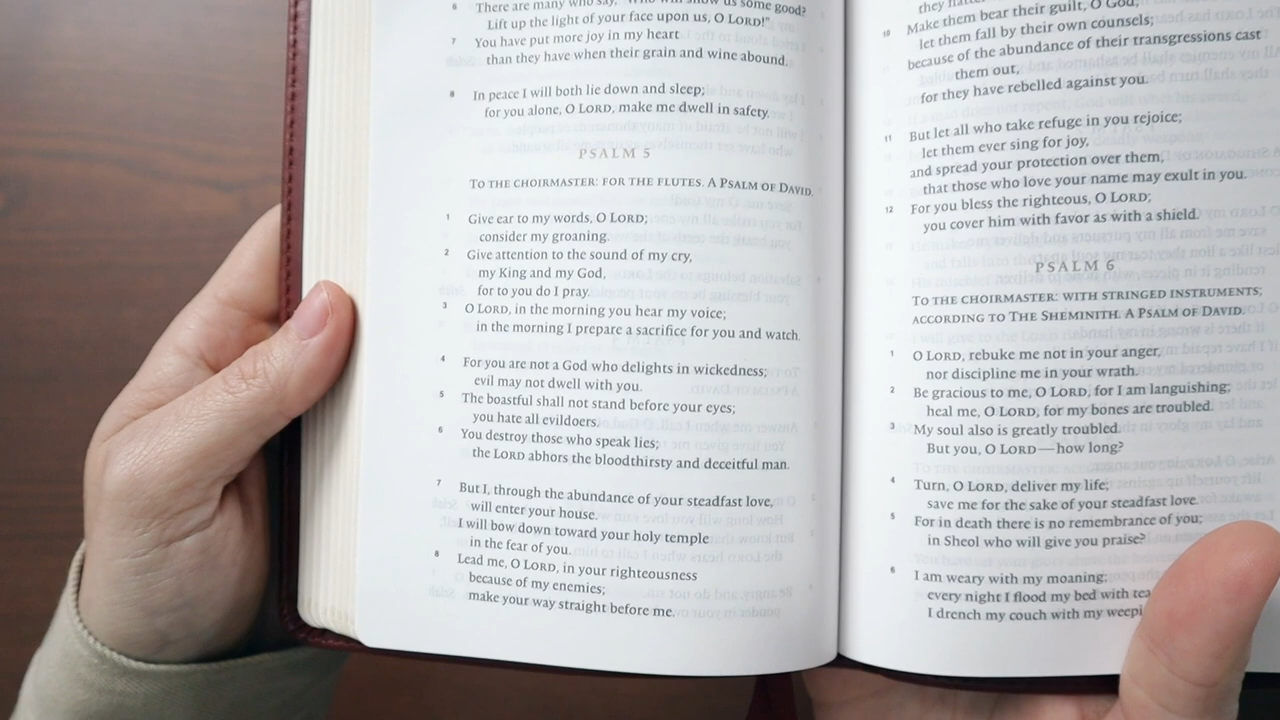 6 There are many who say, "Who will show us some good?
Lift up the light of your face upon us, O LORD!"
7 You have put more joy in my heart
than they have when their grain and wine abound.
8 In peace I will both lie down and sleep;
for you alone, O LORD, make me dwell in safety.
PSALM 5
TO THE CHOIRMASTER: FOR THE FLUTES. A PSALM OF DAVID.
1 Give ear to my words, O LORD;
consider my groaning.
2 Give attention to the sound of my cry,
my King and my God,
for to you do I pray.
3 O LORD, in the morning you hear my voice;
in the morning I prepare a sacrifice for you and watch.
4 For you are not a God who delights in wickedness;
evil may not dwell with you.
5 The boastful shall not stand before your eyes;
you hate all evildoers.
6 You destroy those who speak lies;
the LORD abhors the bloodthirsty and deceitful man.
7 But I, through the abundance of your steadfast love,
will enter your house.
I will bow down toward your holy temple
in the fear of you.
8 Lead me, O LORD, in your righteousness
because of my enemies;
make your way straight before me.
they
10 Make them bear their guilt, O God;
let them fall by their own counsels;
because of the abundance of their transgressions cast
them out,
for they have rebelled against you.
11 But let all who take refuge in you rejoice;
let them ever sing for joy,
and spread your protection over them,
that those who love your name may exult in you.
12 For you bless the righteous, O LORD;
you cover him with favor as with a shield.
PSALM 6
TO THE CHOIRMASTER: WITH STRINGED INSTRUMENTS;
ACCORDING TO THE SHEMINITH. A PSALM OF DAVID.
1 O LORD, rebuke me not in your anger,
nor discipline me in your wrath.
2 Be gracious to me, O LORD, for I am languishing;
heal me, O LORD, for my bones are troubled.
3 My soul also is greatly troubled.
But you, O LORD—how long?
4 Turn, O LORD, deliver my life;
save me for the sake of your steadfast love.
5 For in death there is no remembrance of you;
in Sheol who will give you praise?
6 I am weary with my moaning;
every night I flood my bed with tea
I drench my couch with my weepi